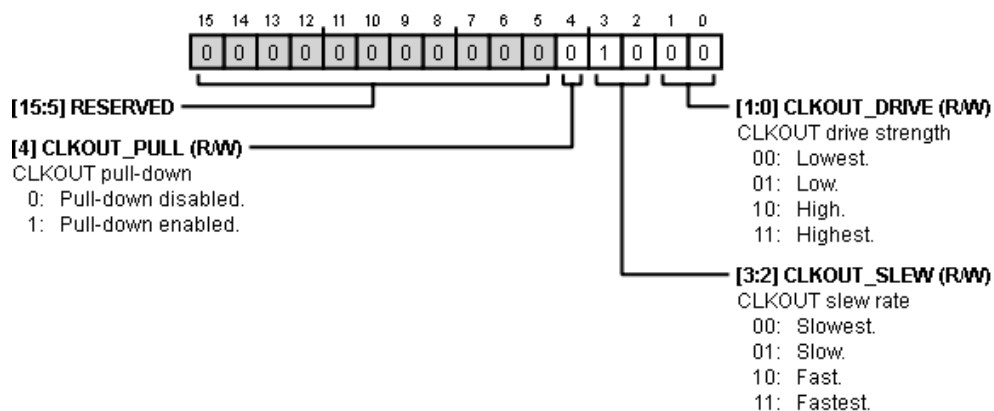 15 14 13 12 11 10 9 8 7 6 5 4 3 2 1 0
0 0 0 0 0 0 0 0 0 0 0 0 1 0 0 0
[15:5] RESERVED
[4] CLKOUT_PULL (R/W)
CLKOUT pull-down
0: Pull-down disabled.
1: Pull-down enabled.
[1:0] CLKOUT_DRIVE (R/W)
CLKOUT drive strength
00: Lowest.
01: Low.
10: High.
11: Highest.
[3:2] CLKOUT_SLEW (R/W)
CLKOUT slew rate
00: Slowest.
01: Slow.
10: Fast.
11: Fastest.